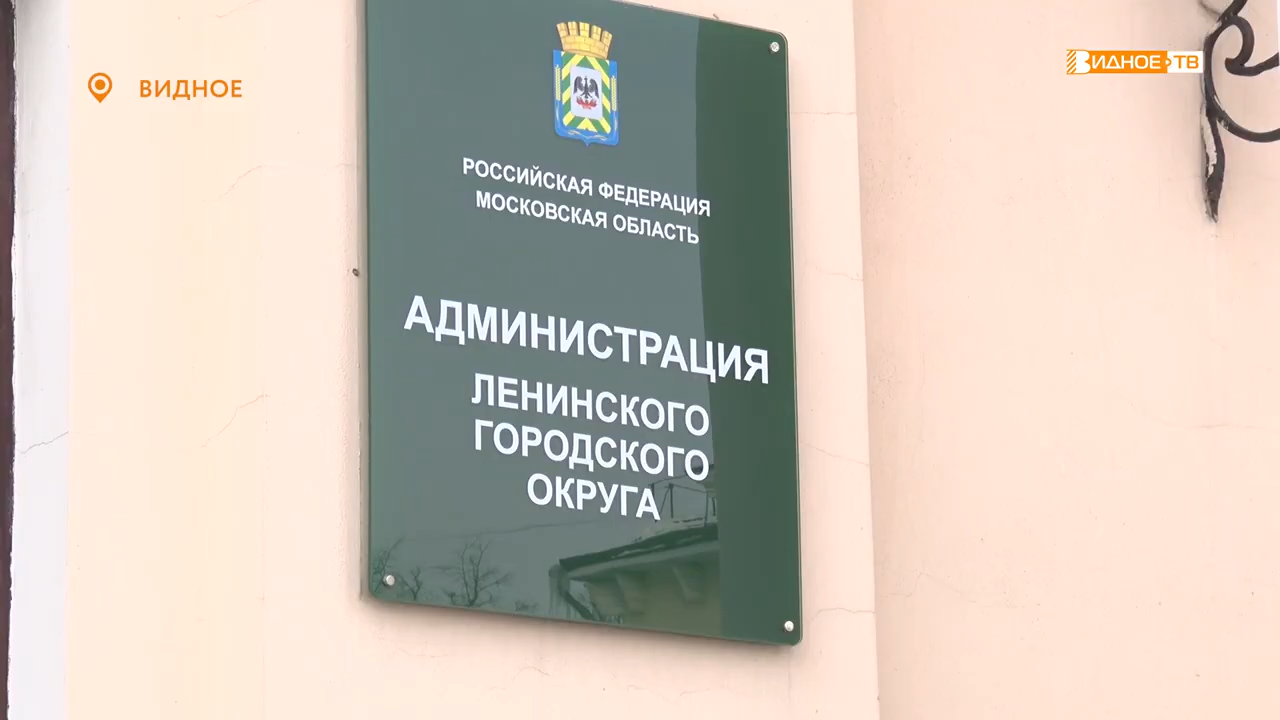 ВИДНОЕ
ВИДНОЕ ТВ
РОССИЙСКАЯ ФЕДЕРАЦИЯ
МОСКОВСКАЯ ОБЛАСТЬ
АДМИНИСТРАЦИЯ
ЛЕНИНСКОГО
ГОРОДСКОГО
ОКРУГА